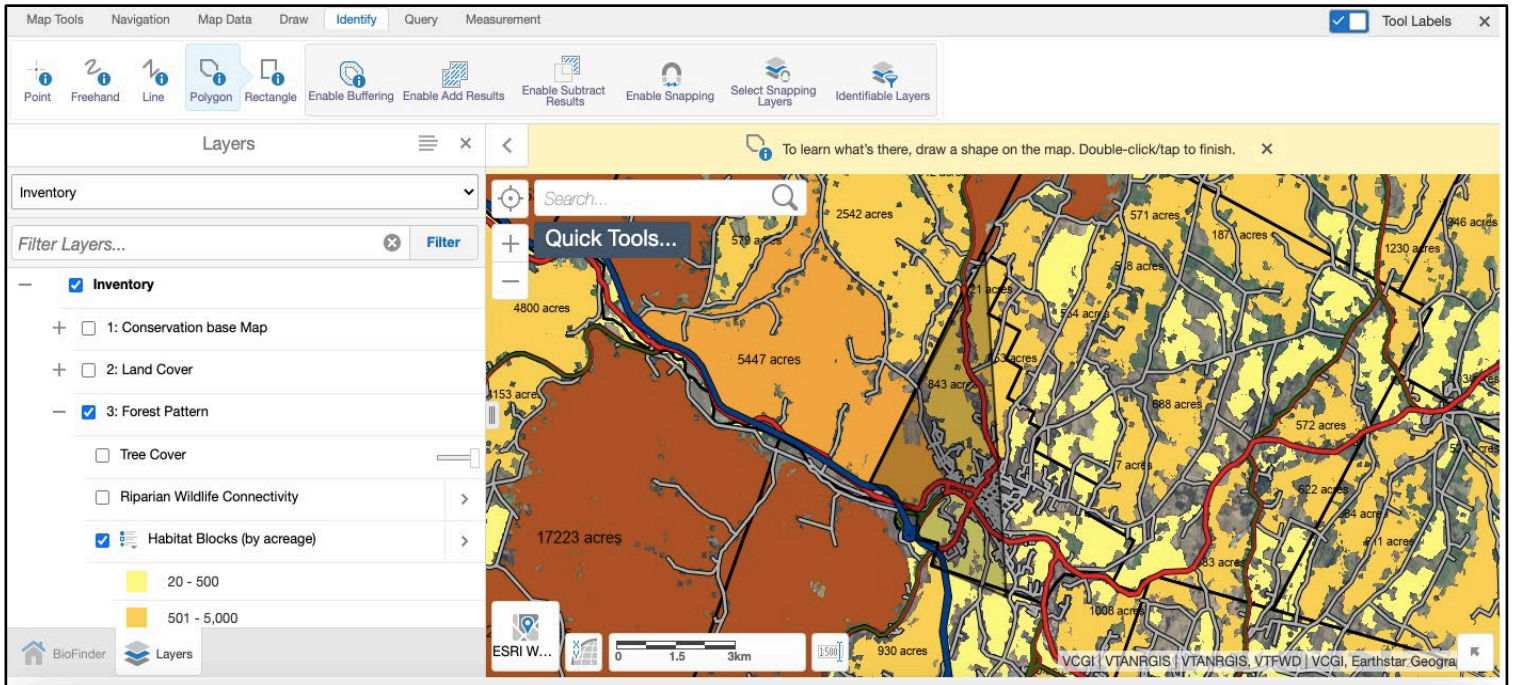 Map Tools Navigation Map Data Draw Identify Query Measurement Tool Labels
Point Freehand Line Polygon Rectangle Enable Buffering Enable Add Results Enable Subtract Results Enable Snapping Select Snapping Layers Identifiable Layers
Layers
To learn what's there, draw a shape on the map. Double-click/tap to finish.
Inventory
Search...
Quick Tools...
Filter Layers... Filter
Inventory
1: Conservation base Map
2: Land Cover
3: Forest Pattern
Tree Cover
Riparian Wildlife Connectivity
Habitat Blocks (by acreage)
20 - 500
501 - 5,000
BioFinder Layers
2542 acres
571 acres
1230 acres
4800 acres
5447 acres
843 acres
572 acres
17223 acres
1008 acres
930 acres
ESRI W...
0 1.5 3km
1:500
VCGI | VTANRGIS | VTANRGIS, VTFWD | VCGI, Earthstar Geogra